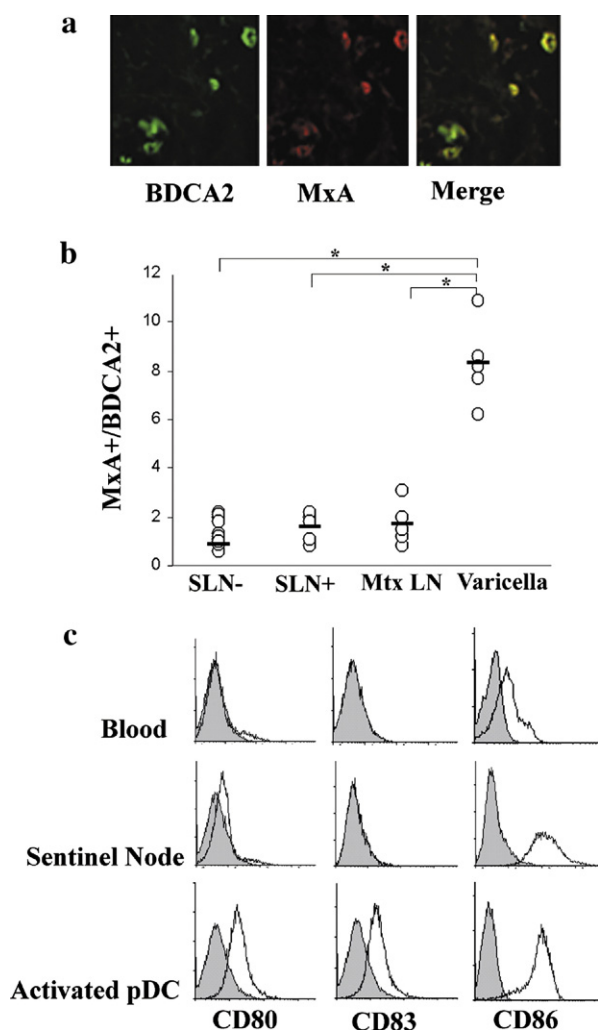 a
BDCA2 MxA Merge
b
* 
*
*
MxA+/BDCA2+
12
10
8
6
4
2
0
SLN- SLN+ Mtx LN Varicella
c
Blood
Sentinel Node
Activated pDC
CD80 CD83 CD86